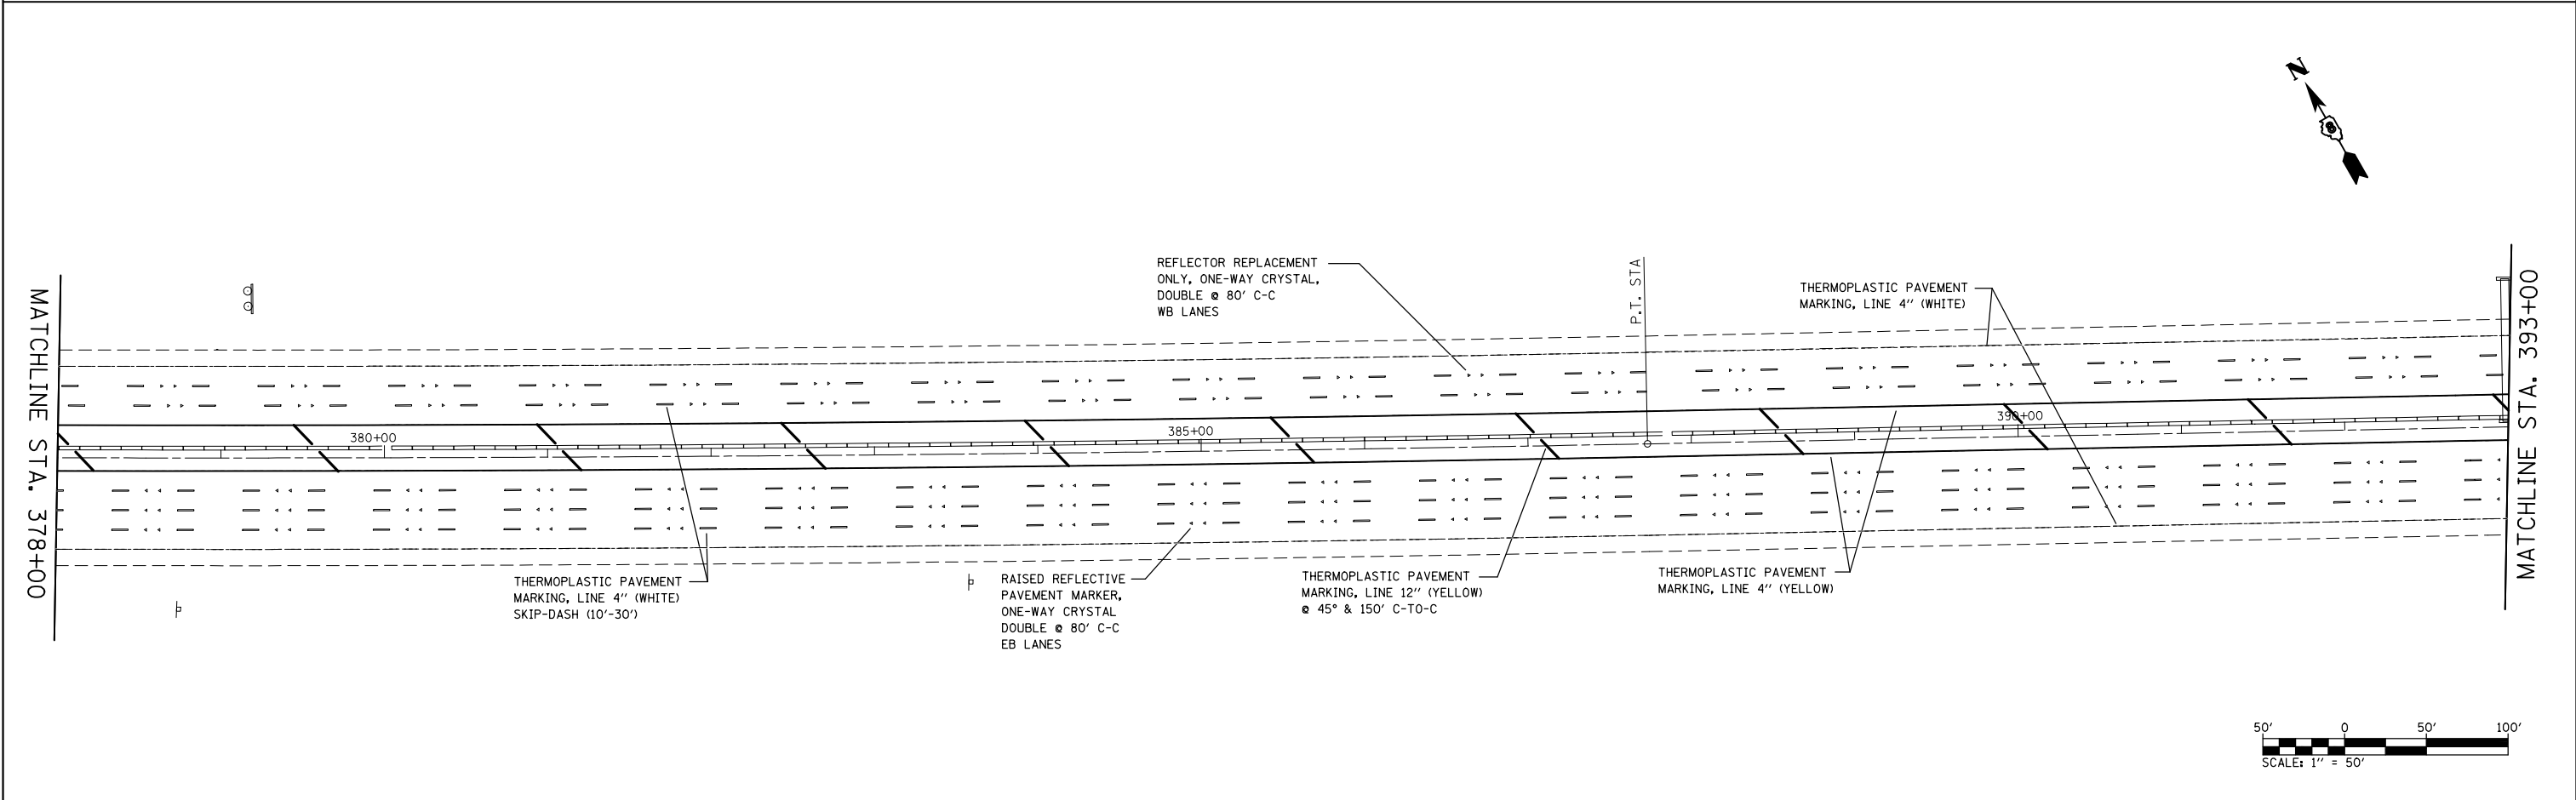 N
8
REFLECTOR REPLACEMENT
ONLY, ONE-WAY CRYSTAL,
DOUBLE @ 80' C-C
WB LANES
P.T. STA
THERMOPLASTIC PAVEMENT
MARKING, LINE 4" (WHITE)
MATCHLINE STA. 378+00
MATCHLINE STA. 393+00
380+00
385+00
390+00
THERMOPLASTIC PAVEMENT
MARKING, LINE 4" (WHITE)
SKIP-DASH (10'-30')
RAISED REFLECTIVE
PAVEMENT MARKER,
ONE-WAY CRYSTAL
DOUBLE @ 80' C-C
EB LANES
THERMOPLASTIC PAVEMENT
MARKING, LINE 12" (YELLOW)
@ 45° & 150' C-TO-C
THERMOPLASTIC PAVEMENT
MARKING, LINE 4" (YELLOW)
50' 0 50' 100'
SCALE: 1" = 50'